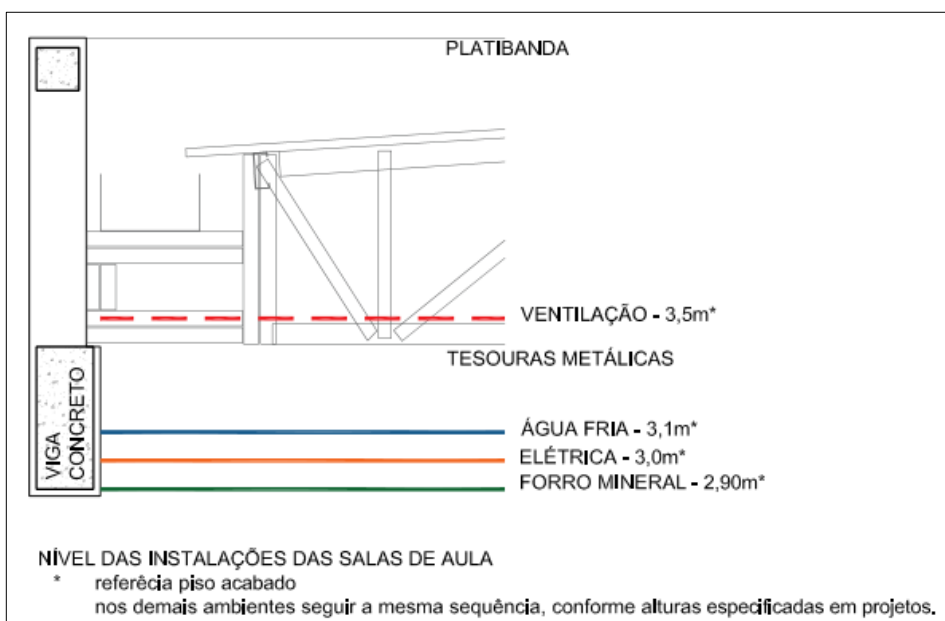 PLATIBANDA
VENTILAÇÃO - 3,5m*
TESOURAS METÁLICAS
VIGA
CONCRETO
ÁGUA FRIA - 3,1m*
ELÉTRICA - 3,0m*
FORRO MINERAL - 2,90m*
NÍVEL DAS INSTALAÇÕES DAS SALAS DE AULA
* referêcia piso acabado
nos demais ambientes seguir a mesma sequência, conforme alturas especificadas em projetos.